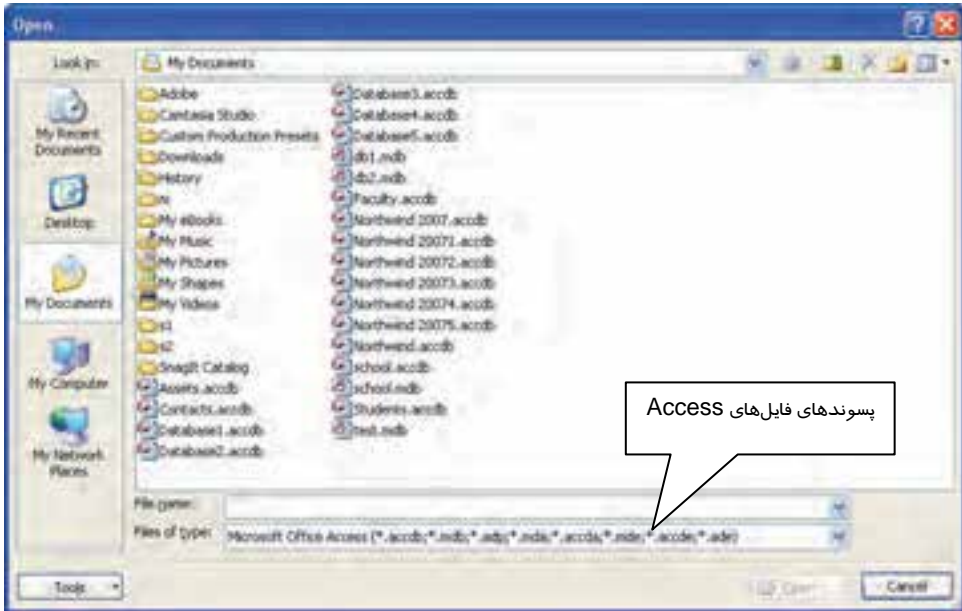 Open
Look in:
My Documents
My Recent Documents
Desktop
My Documents
My Computer
My Network Places
Adobe
Camtasia Studio
Custom Production Presets
Downloads
History
My eBooks
My Music
My Pictures
My Shapes
My Videos
s1
s2
SnagIt Catalog
Assets.accdb
Contacts.accdb
Database1.accdb
Database2.accdb
Database3.accdb
Database4.accdb
Database5.accdb
db1.mdb
db2.mdb
Faculty.accdb
Northwind 2007.accdb
Northwind 20071.accdb
Northwind 20072.accdb
Northwind 20073.accdb
Northwind 20074.accdb
Northwind 20075.accdb
Northwind.accdb
school.accdb
school.mdb
Students.accdb
test.mdb
پسوندهای فایل‌های Access
File name:
Files of type:
Microsoft Office Access (*.accdb;*.mdb;*.adp;*.mda;*.accda;*.mde;*.accde;*.ade)
Tools
Open
Cancel